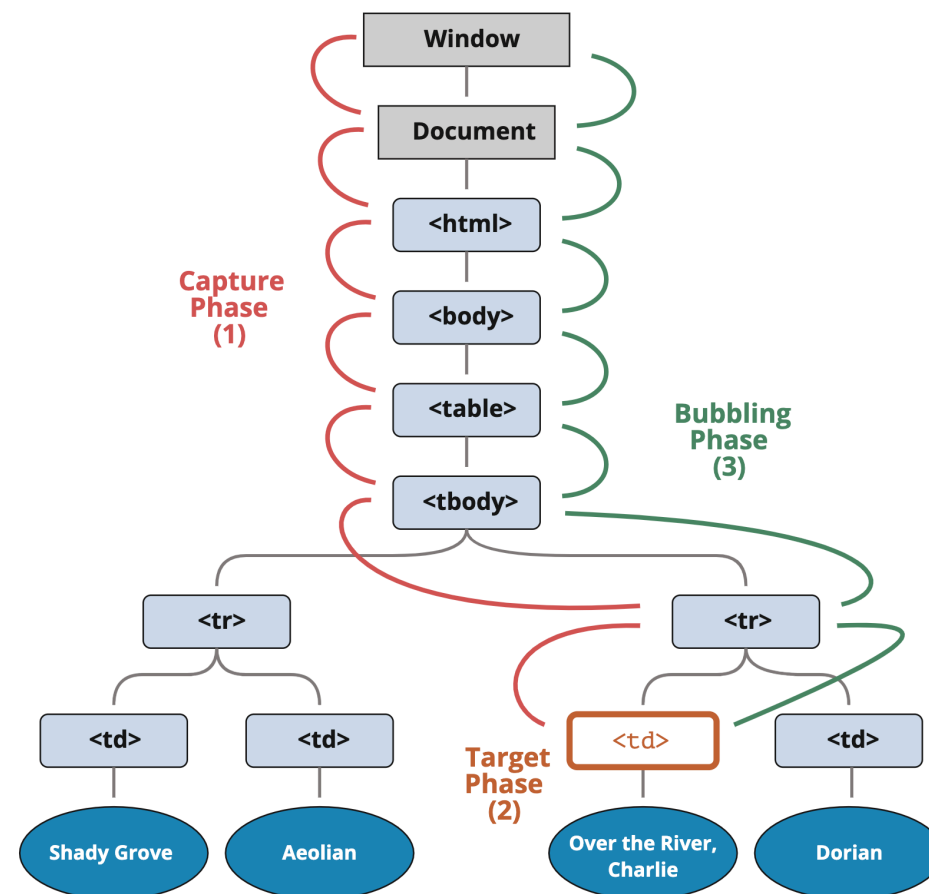 Window
Document
<html>
Capture
Phase
(1)
<body>
<table>
Bubbling
Phase
(3)
<tbody>
<tr>
<tr>
<td>
<td>
<td>
<td>
Target
Phase
(2)
Shady Grove
Aeolian
Over the River,
Charlie
Dorian